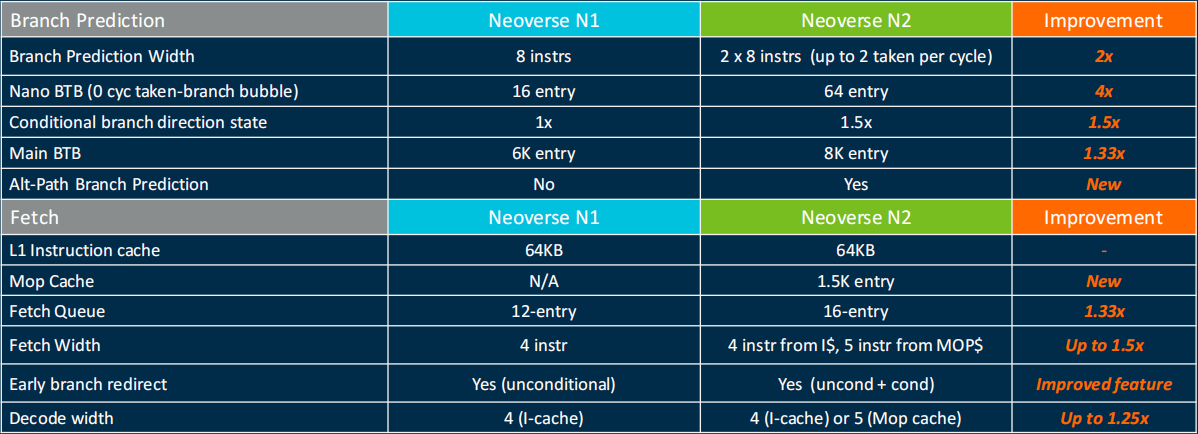 Branch Prediction Neoverse N1 Neoverse N2 Improvement
Branch Prediction Width 8 instrs 2 x 8 instrs (up to 2 taken per cycle) 2x
Nano BTB (0 cyc taken-branch bubble) 16 entry 64 entry 4x
Conditional branch direction state 1x 1.5x 1.5x
Main BTB 6K entry 8K entry 1.33x
Alt-Path Branch Prediction No Yes New
Fetch Neoverse N1 Neoverse N2 Improvement
L1 Instruction cache 64KB 64KB -
Mop Cache N/A 1.5K entry New
Fetch Queue 12-entry 16-entry 1.33x
Fetch Width 4 instr 4 instr from I$, 5 instr from MOP$ Up to 1.5x
Early branch redirect Yes (unconditional) Yes (uncond + cond) Improved feature
Decode width 4 (I-cache) 4 (I-cache) or 5 (Mop cache) Up to 1.25x